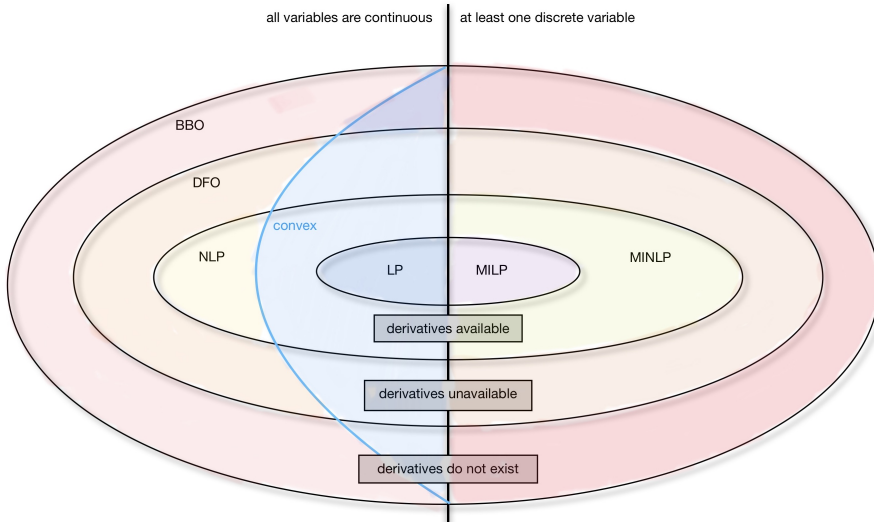 all variables are continuous
at least one discrete variable
BBO
DFO
convex
NLP
LP
MILP
MINLP
derivatives available
derivatives unavailable
derivatives do not exist